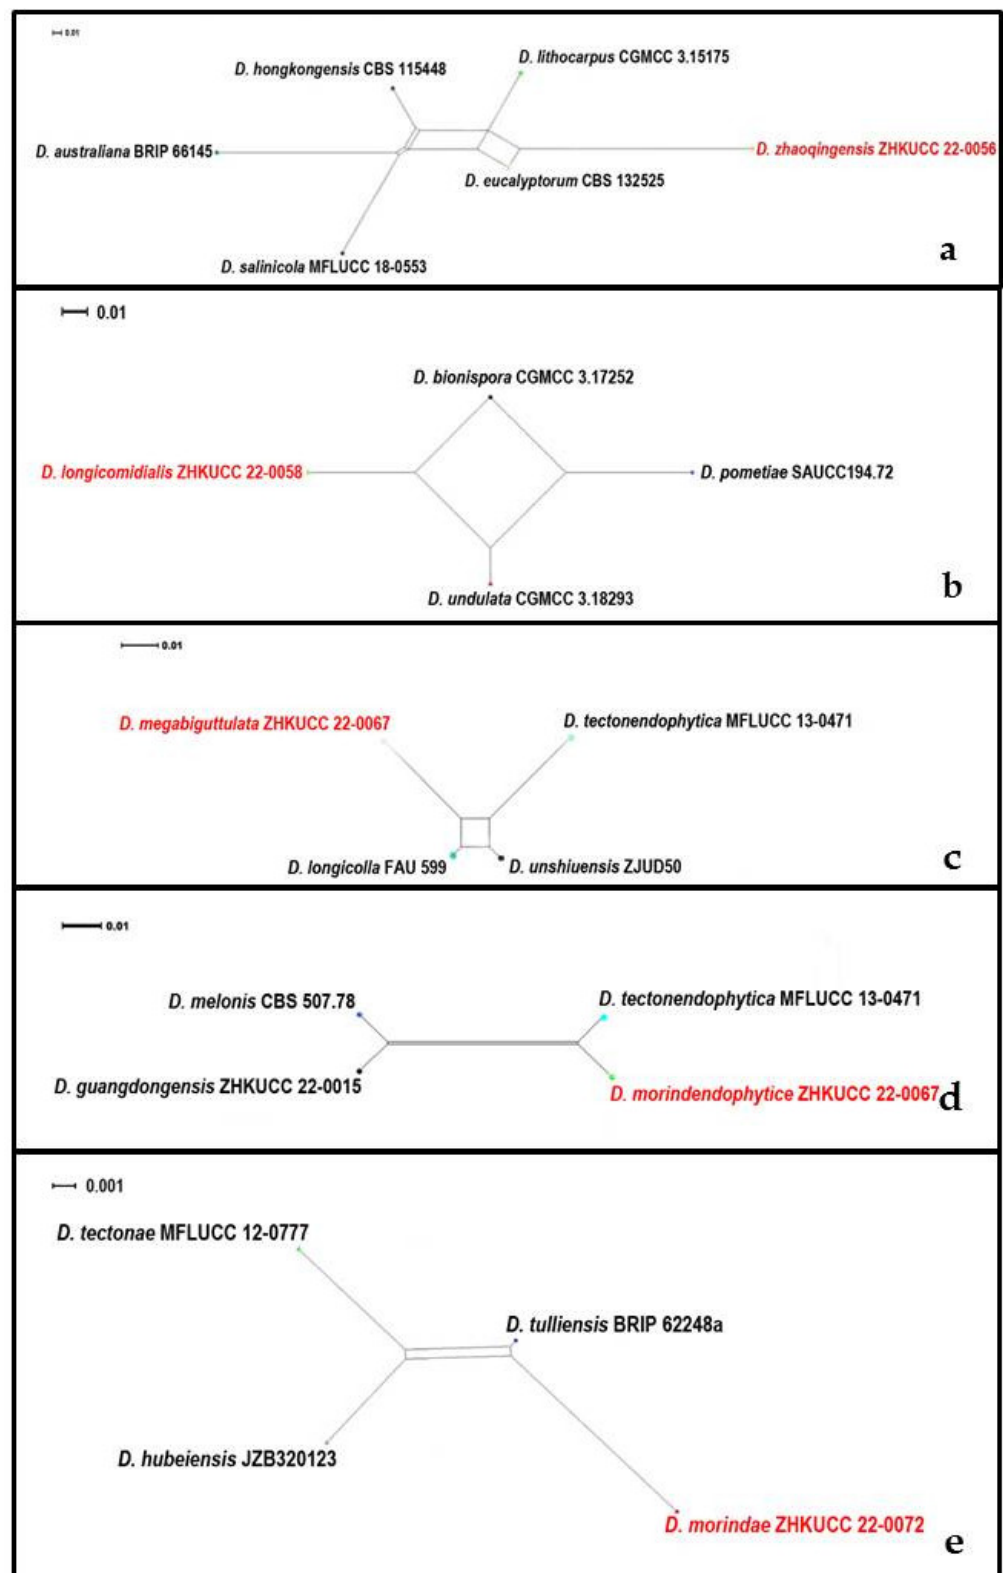 0.01
D. lithocarpus CGMCC 3.15175
D. hongkongensis CBS 115448
D. australiana BRIP 66145
D. zhaoqingensis ZHKUCC 22-0056
D. eucalyptorum CBS 132525
D. salinicola MFLUCC 18-0553
a
0.01
D. bionispora CGMCC 3.17252
D. longicomidialis ZHKUCC 22-0058
D. pometiae SAUCC194.72
D. undulata CGMCC 3.18293
b
0.01
D. megabiguttulata ZHKUCC 22-0067
D. tectonendophytica MFLUCC 13-0471
D. longicolla FAU 599
D. unshiuensis ZJUD50
c
0.01
D. melonis CBS 507.78
D. tectonendophytica MFLUCC 13-0471
D. guangdongensis ZHKUCC 22-0015
D. morindendophytice ZHKUCC 22-0067
d
0.001
D. tectonae MFLUCC 12-0777
D. tulliensis BRIP 62248a
D. hubeiensis JZB320123
D. morindae ZHKUCC 22-0072
e